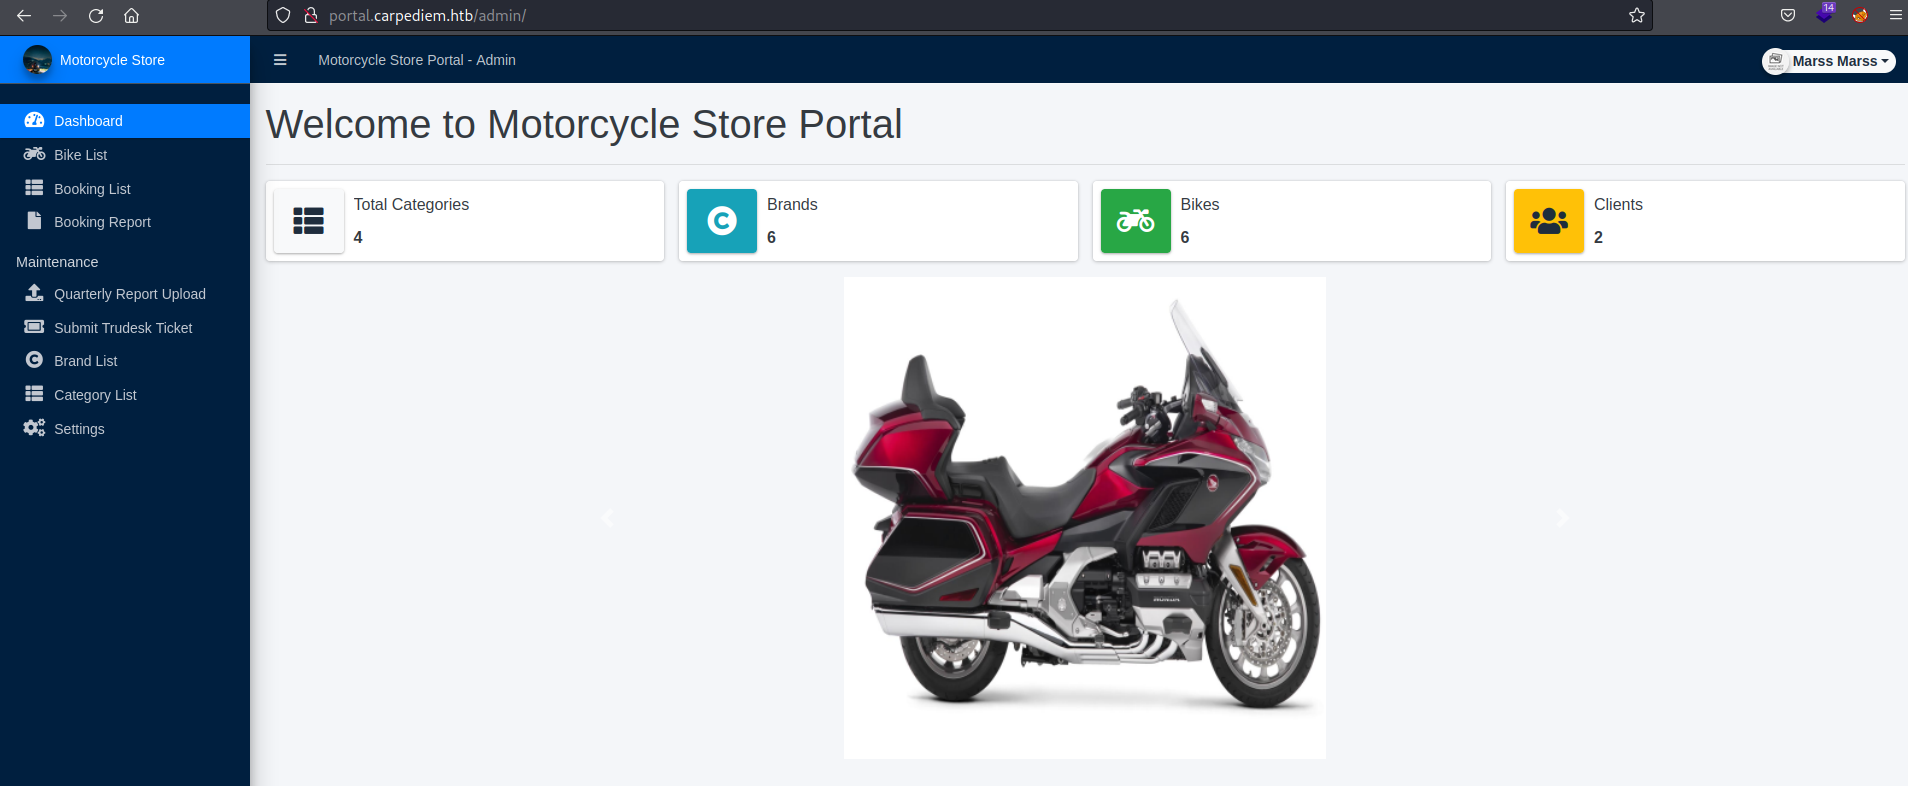 portal.carpediem.htb/admin/
14
Motorcycle Store
Motorcycle Store Portal - Admin
Marss Marss
Dashboard
Bike List
Booking List
Booking Report
Maintenance
Quarterly Report Upload
Submit Trudesk Ticket
Brand List
Category List
Settings
Welcome to Motorcycle Store Portal
Total Categories
4
Brands
6
Bikes
6
Clients
2